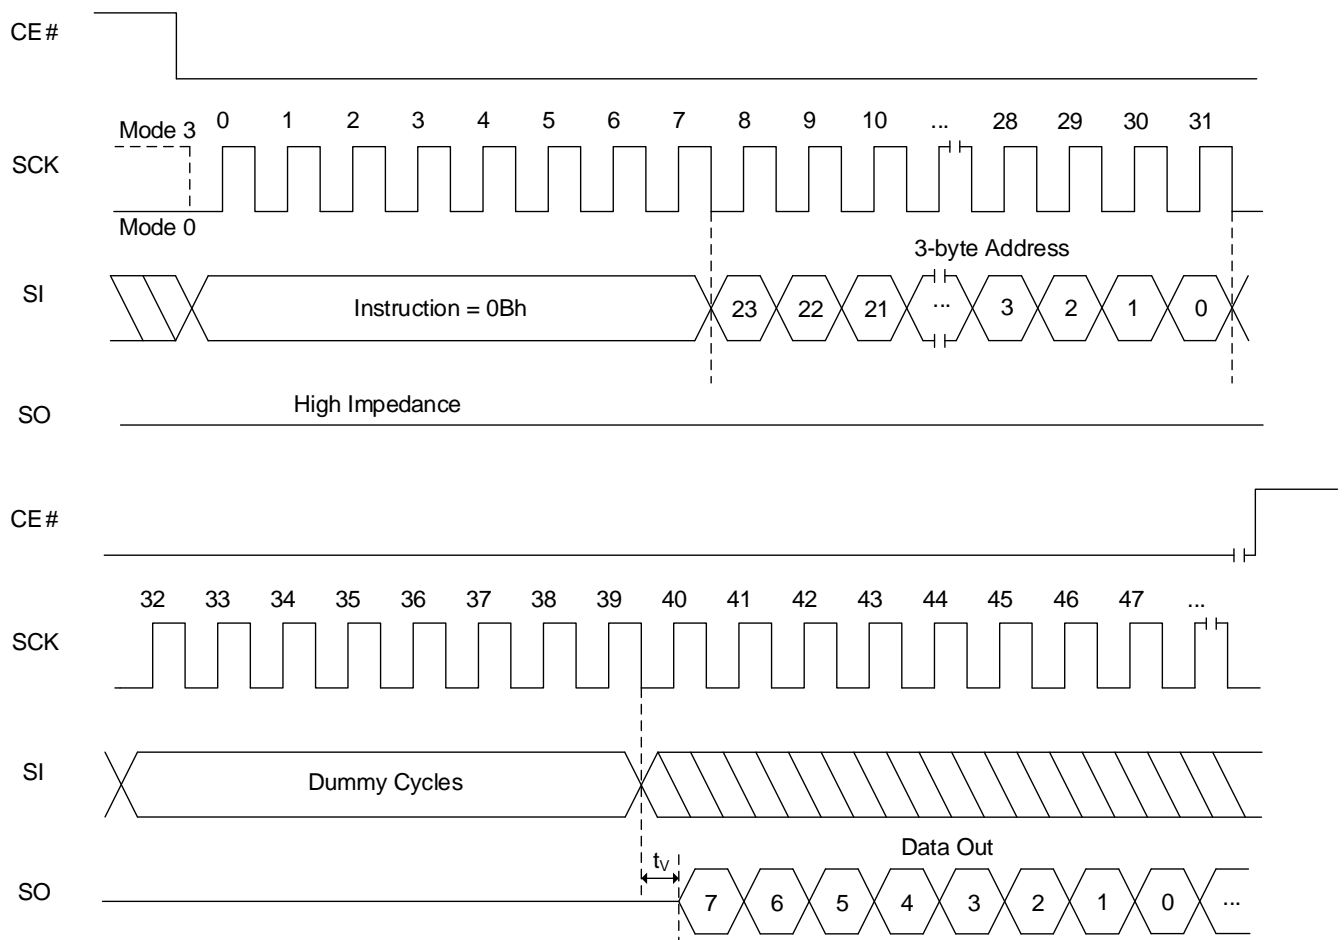 CE#
Mode 3 0 1 2 3 4 5 6 7 8 9 10 ... 28 29 30 31
SCK
Mode 0
3-byte Address
SI Instruction = 0Bh 23 22 21 ... 3 2 1 0
High Impedance
SO
CE#
32 33 34 35 36 37 38 39 40 41 42 43 44 45 46 47 ...
SCK
SI Dummy Cycles
Data Out
tV
SO 7 6 5 4 3 2 1 0 ...